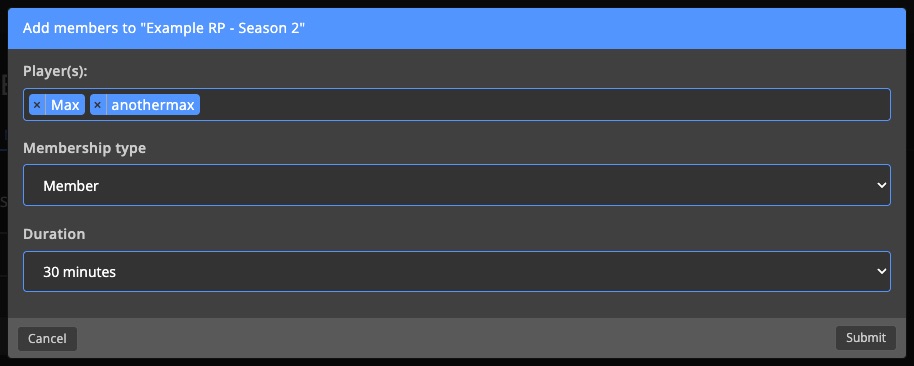 Add members to "Example RP - Season 2"
Player(s):
× Max × anothermax
Membership type
Member
Duration
30 minutes
Cancel Submit